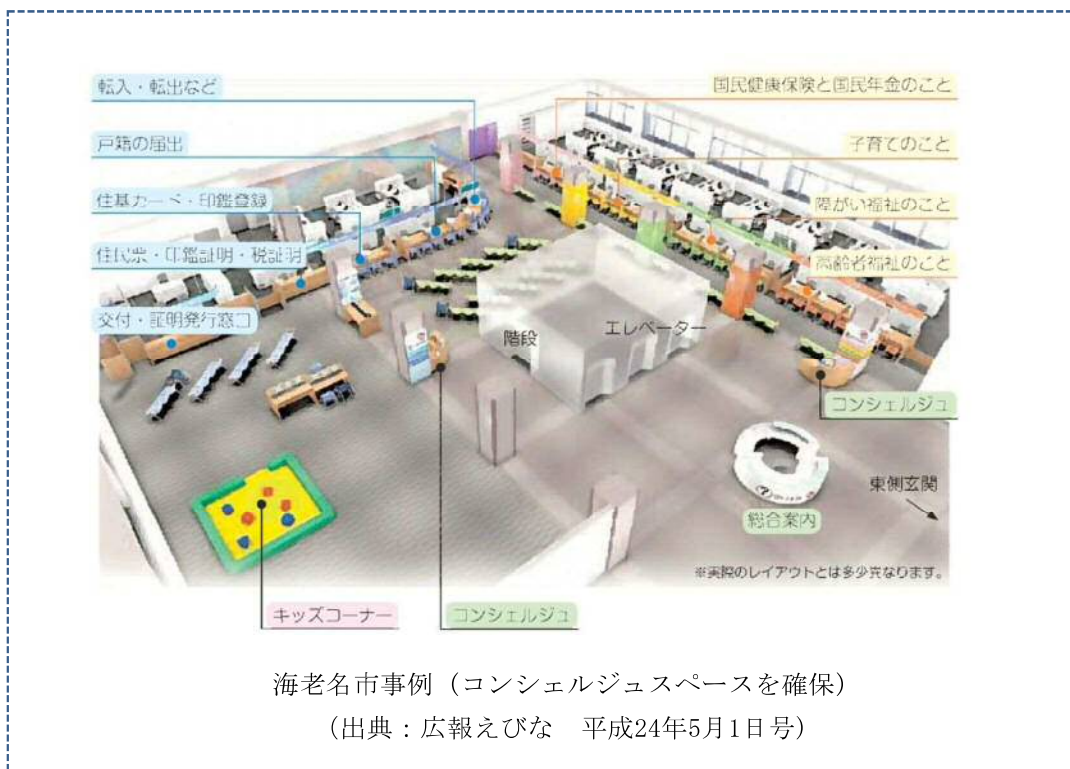 転入・転出など
戸籍の届出
住基カード・印鑑登録
住民票・印鑑証明・税証明
交付・証明発行窓口
国民健康保険と国民年金のこと
子育てのこと
障がい福祉のこと
高齢者福祉のこと
階段
エレベーター
コンシェルジュ
東側玄関
総合案内
※実際のレイアウトとは多少異なります。
キッズコーナー
コンシェルジュ
海老名市事例（コンシェルジュスペースを確保）
（出典：広報えびな　平成24年5月1日号）